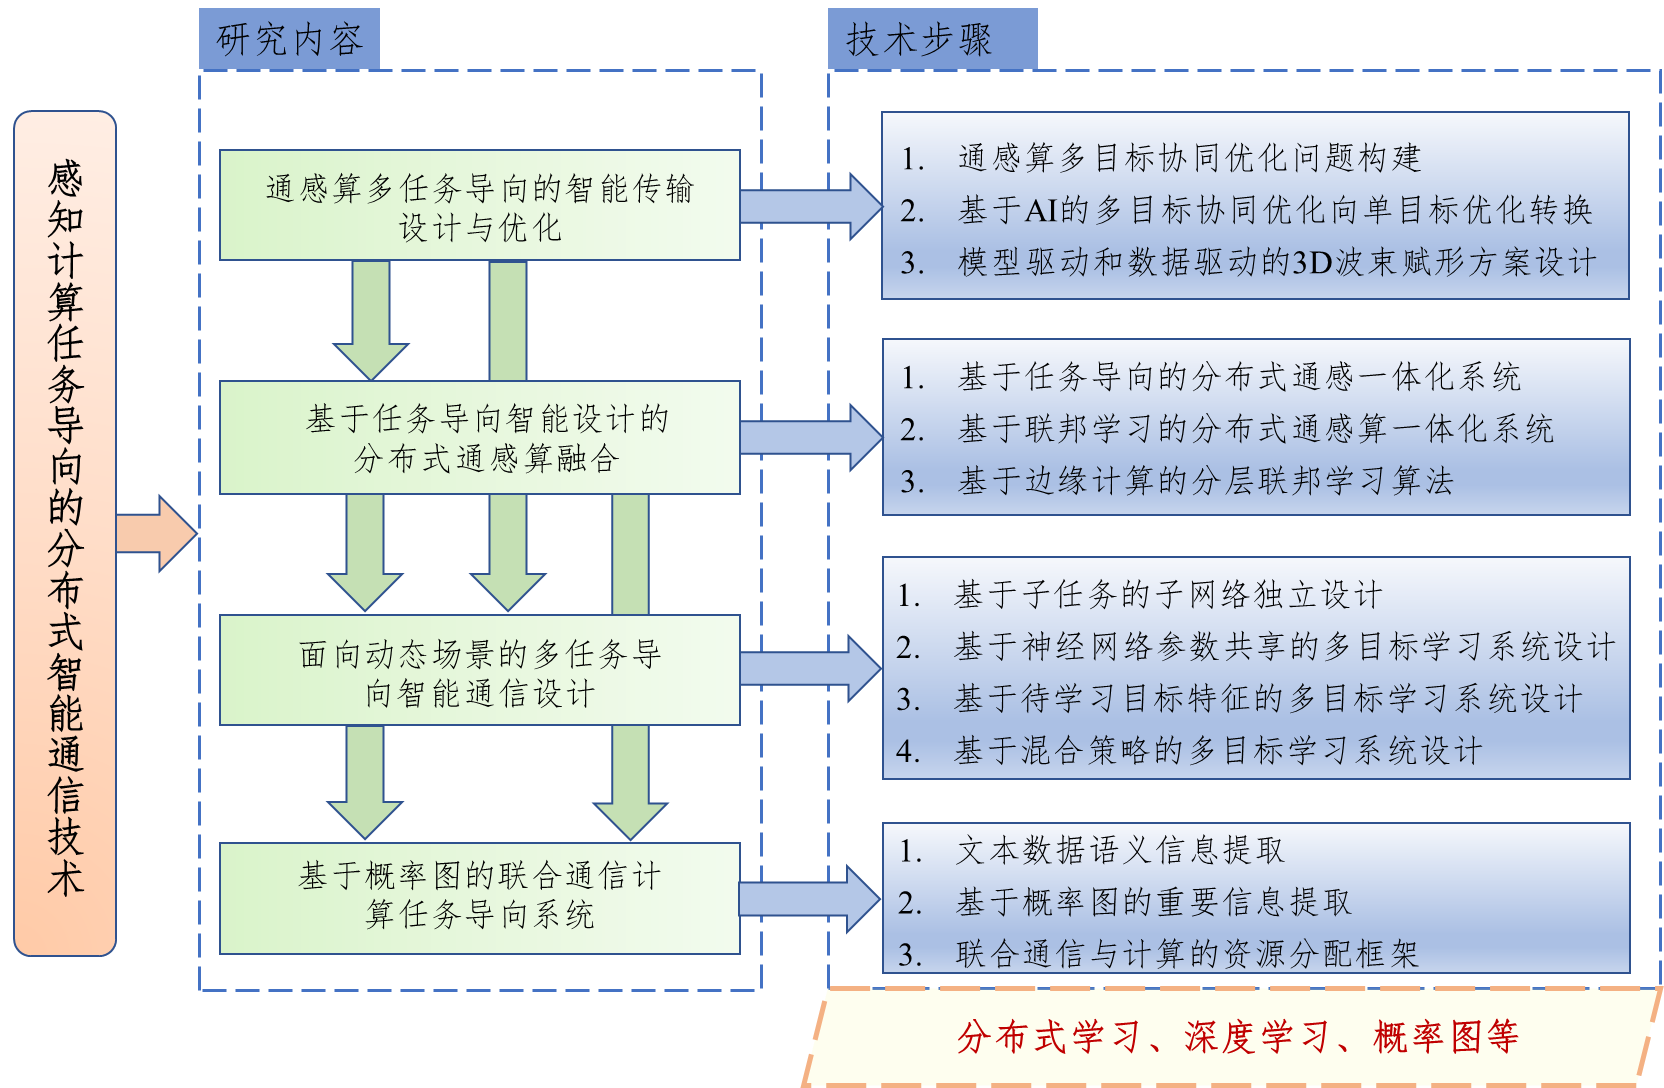 感知计算任务导向的分布式智能通信技术
研究内容
通感算多任务导向的智能传输
设计与优化
基于任务导向智能设计的
分布式通感算融合
面向动态场景的多任务导
向智能通信设计
基于概率图的联合通信计
算任务导向系统
技术步骤
1. 通感算多目标协同优化问题构建
2. 基于AI的多目标协同优化向单目标优化转换
3. 模型驱动和数据驱动的3D波束赋形方案设计
1. 基于任务导向的分布式通感一体化系统
2. 基于联邦学习的分布式通感算一体化系统
3. 基于边缘计算的分层联邦学习算法
1. 基于子任务的子网络独立设计
2. 基于神经网络参数共享的多目标学习系统设计
3. 基于待学习目标特征的多目标学习系统设计
4. 基于混合策略的多目标学习系统设计
1. 文本数据语义信息提取
2. 基于概率图的重要信息提取
3. 联合通信与计算的资源分配框架
分布式学习、深度学习、概率图等